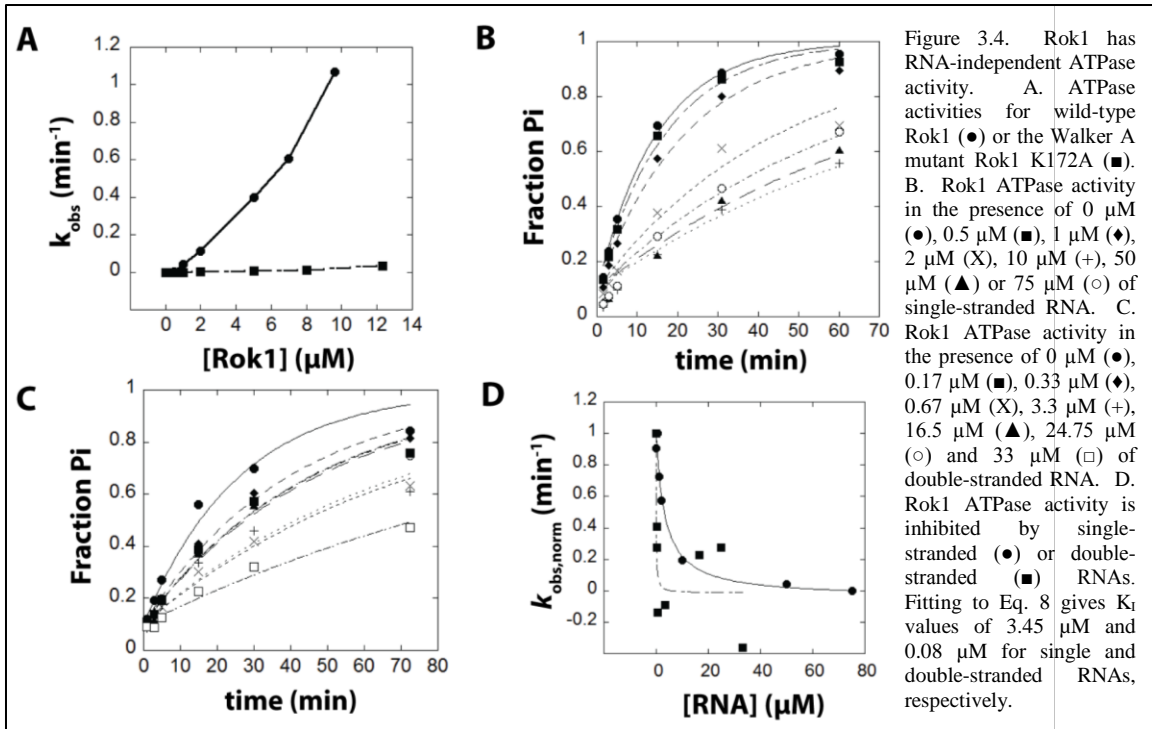 A
1.2
1
0.8
0.6
0.4
0.2
0
k_obs (min⁻¹)
0 2 4 6 8 10 12 14
[Rok1] (µM)
B
1
0.8
0.6
0.4
0.2
0
Fraction Pi
0 10 20 30 40 50 60 70
time (min)
C
1
0.8
0.6
0.4
0.2
0
Fraction Pi
0 10 20 30 40 50 60 70 80
time (min)
D
1.2
1
0.8
0.6
0.4
0.2
0
-0.2
k_obs,norm (min⁻¹)
0 20 40 60 80
[RNA] (µM)
Figure 3.4. Rok1 has
RNA-independent ATPase
activity. A. ATPase
activities for wild-type
Rok1 (●) or the Walker A
mutant Rok1 K172A (■).
B. Rok1 ATPase activity
in the presence of 0 µM
(●), 0.5 µM (■), 1 µM (♦),
2 µM (X), 10 µM (+), 50
µM (▲) or 75 µM (○) of
single-stranded RNA. C.
Rok1 ATPase activity in
the presence of 0 µM (●),
0.17 µM (■), 0.33 µM (♦),
0.67 µM (X), 3.3 µM (+),
16.5 µM (▲), 24.75 µM
(○) and 33 µM (□) of
double-stranded RNA. D.
Rok1 ATPase activity is
inhibited by single-
stranded (●) or double-
stranded (■) RNAs.
Fitting to Eq. 8 gives K_I
values of 3.45 µM and
0.08 µM for single and
double-stranded RNAs,
respectively.